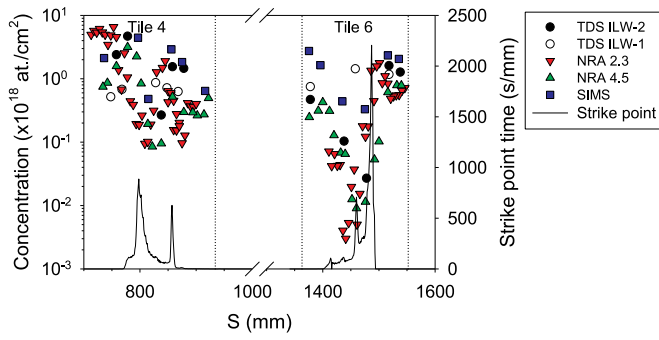 Tile 4
Tile 6
10¹
10⁰
10⁻¹
10⁻²
10⁻³
Concentration (x10¹⁸ at./cm²)
2500
2000
1500
1000
500
0
Strike point time (s/mm)
800
1000
1400
1600
S (mm)
TDS ILW-2
TDS ILW-1
NRA 2.3
NRA 4.5
SIMS
Strike point